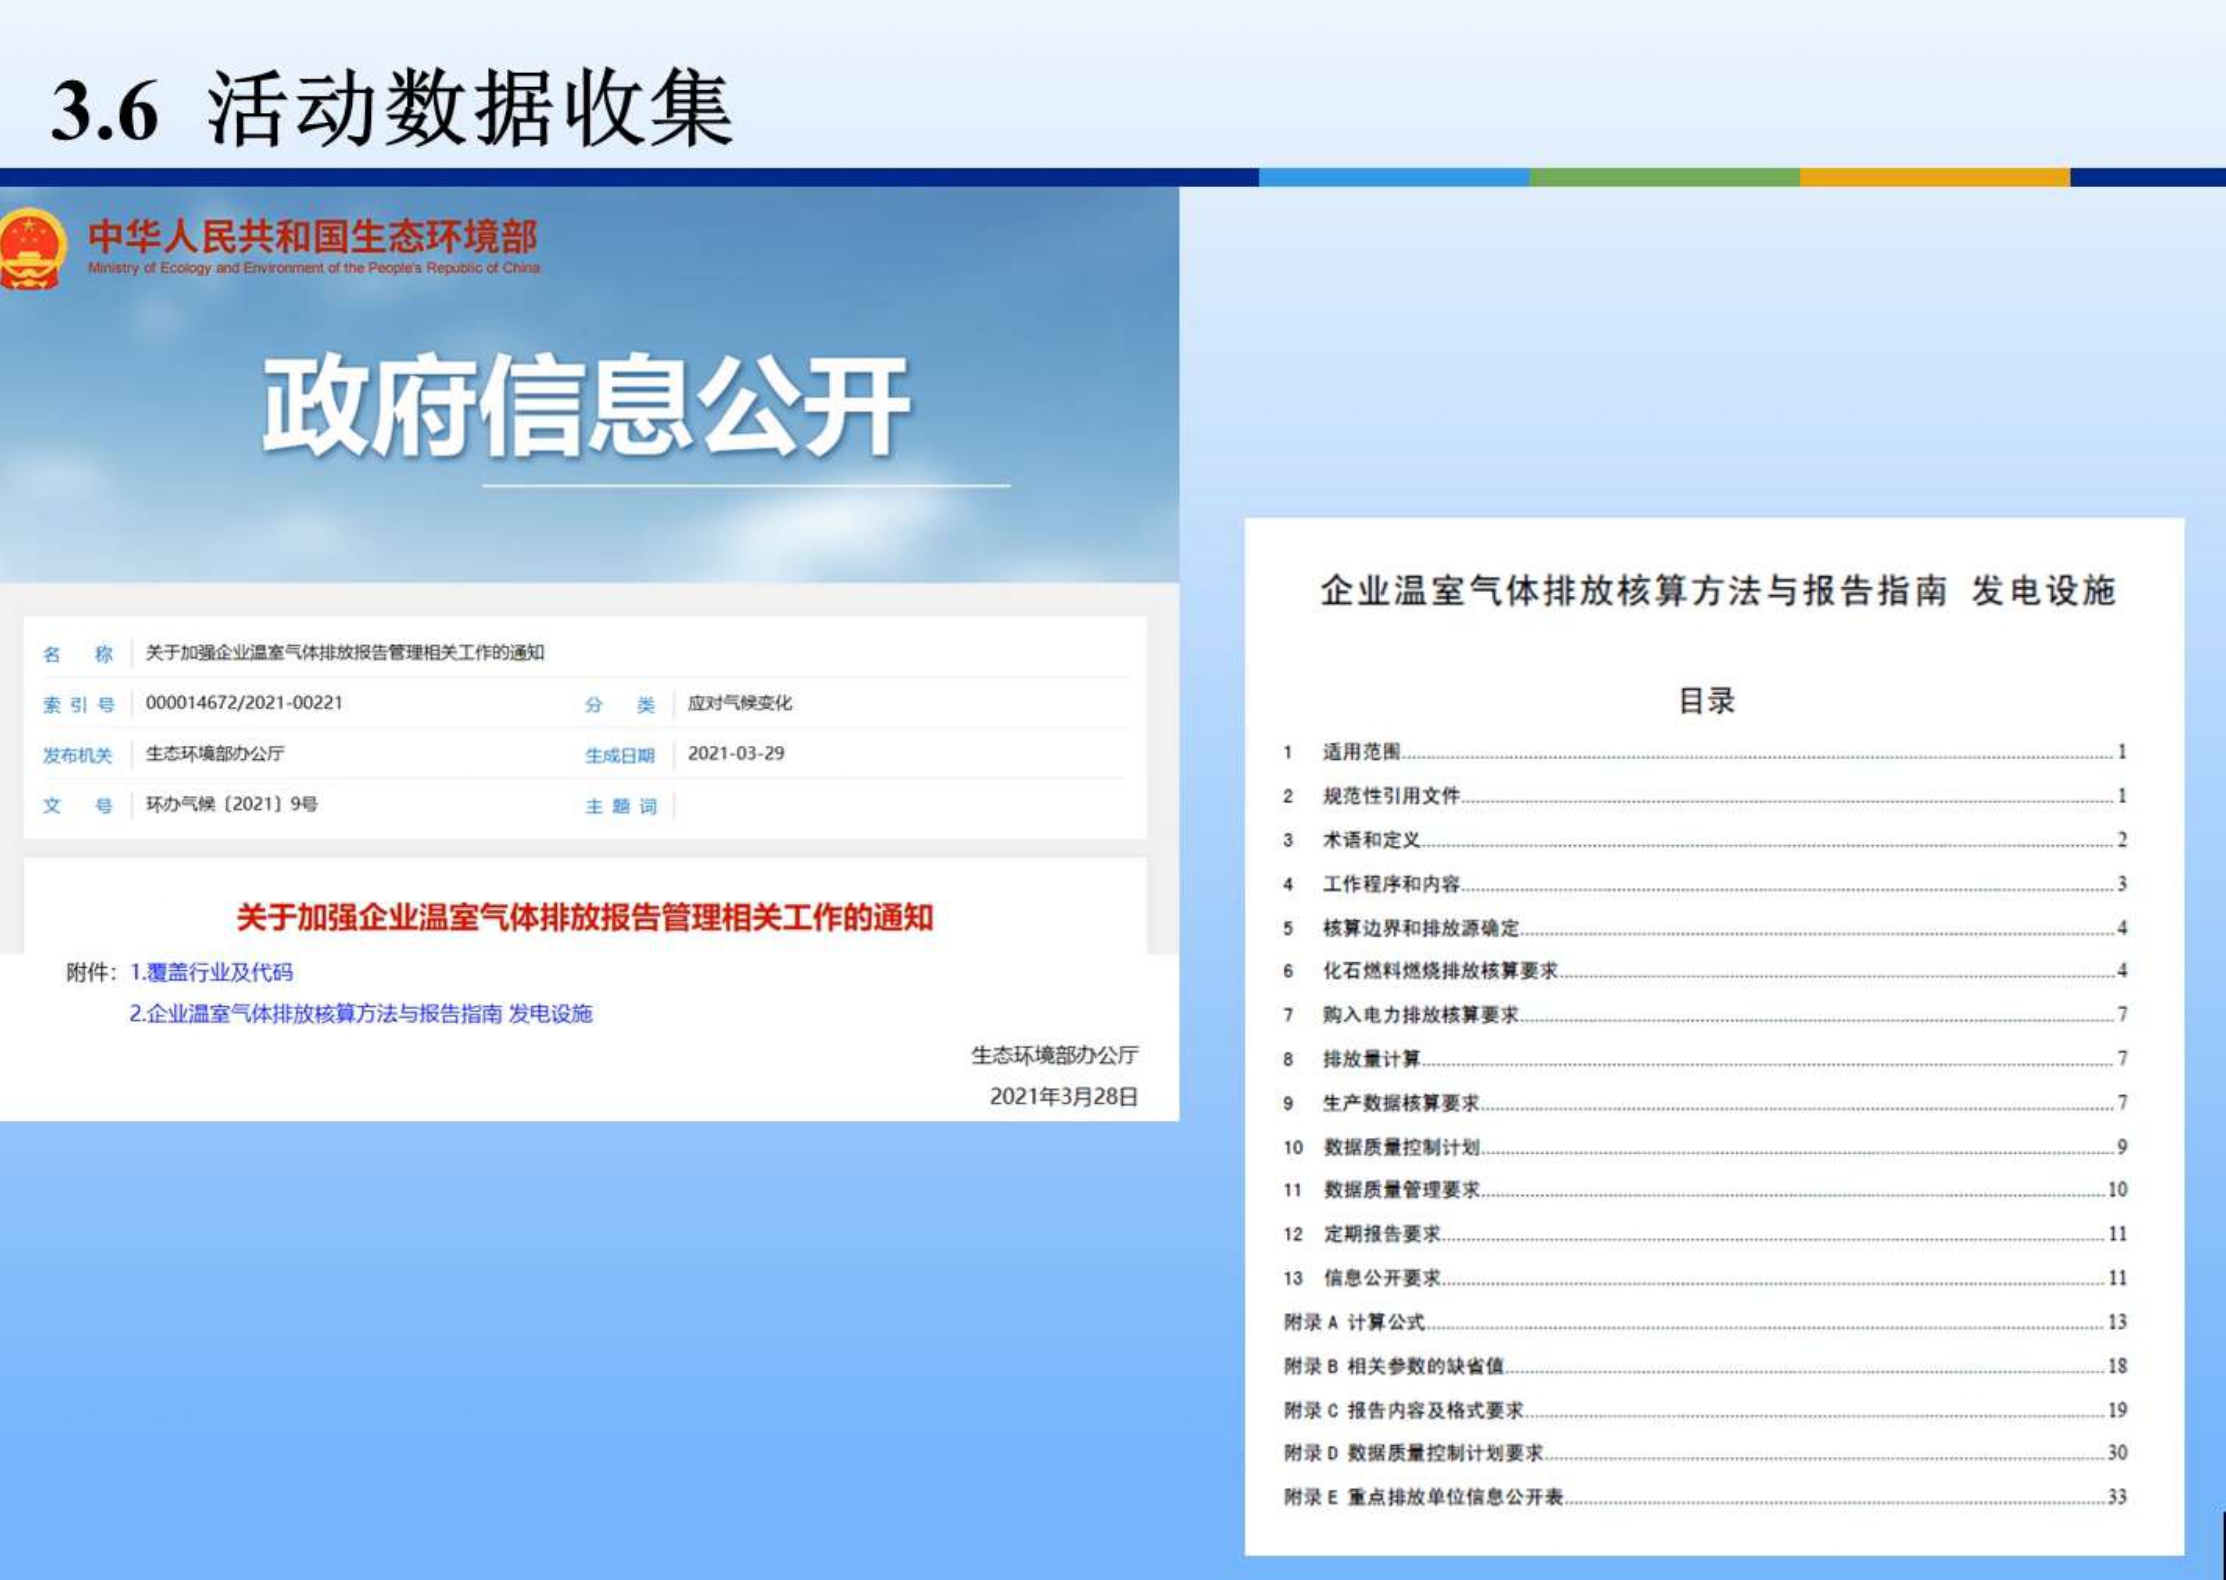 3.6 活动数据收集
中华人民共和国生态环境部
Ministry of Ecology and Environment of the People's Republic of China
政府信息公开
名 称 关于加强企业温室气体排放报告管理相关工作的通知
索引号 000014672/2021-00221 分 类 应对气候变化
发布机关 生态环境部办公厅 生成日期 2021-03-29
文 号 环办气候〔2021〕9号 主题词
关于加强企业温室气体排放报告管理相关工作的通知
附件：1.覆盖行业及代码
2.企业温室气体排放核算方法与报告指南 发电设施
生态环境部办公厅
2021年3月28日
企业温室气体排放核算方法与报告指南 发电设施
目录
1 适用范围 1
2 规范性引用文件 1
3 术语和定义 2
4 工作程序和内容 3
5 核算边界和排放源确定 4
6 化石燃料燃烧排放核算要求 4
7 购入电力排放核算要求 7
8 排放量计算 7
9 生产数据核算要求 7
10 数据质量控制计划 9
11 数据质量管理要求 10
12 定期报告要求 11
13 信息公开要求 11
附录 A 计算公式 13
附录 B 相关参数的缺省值 18
附录 C 报告内容及格式要求 19
附录 D 数据质量控制计划要求 30
附录 E 重点排放单位信息公开表 33